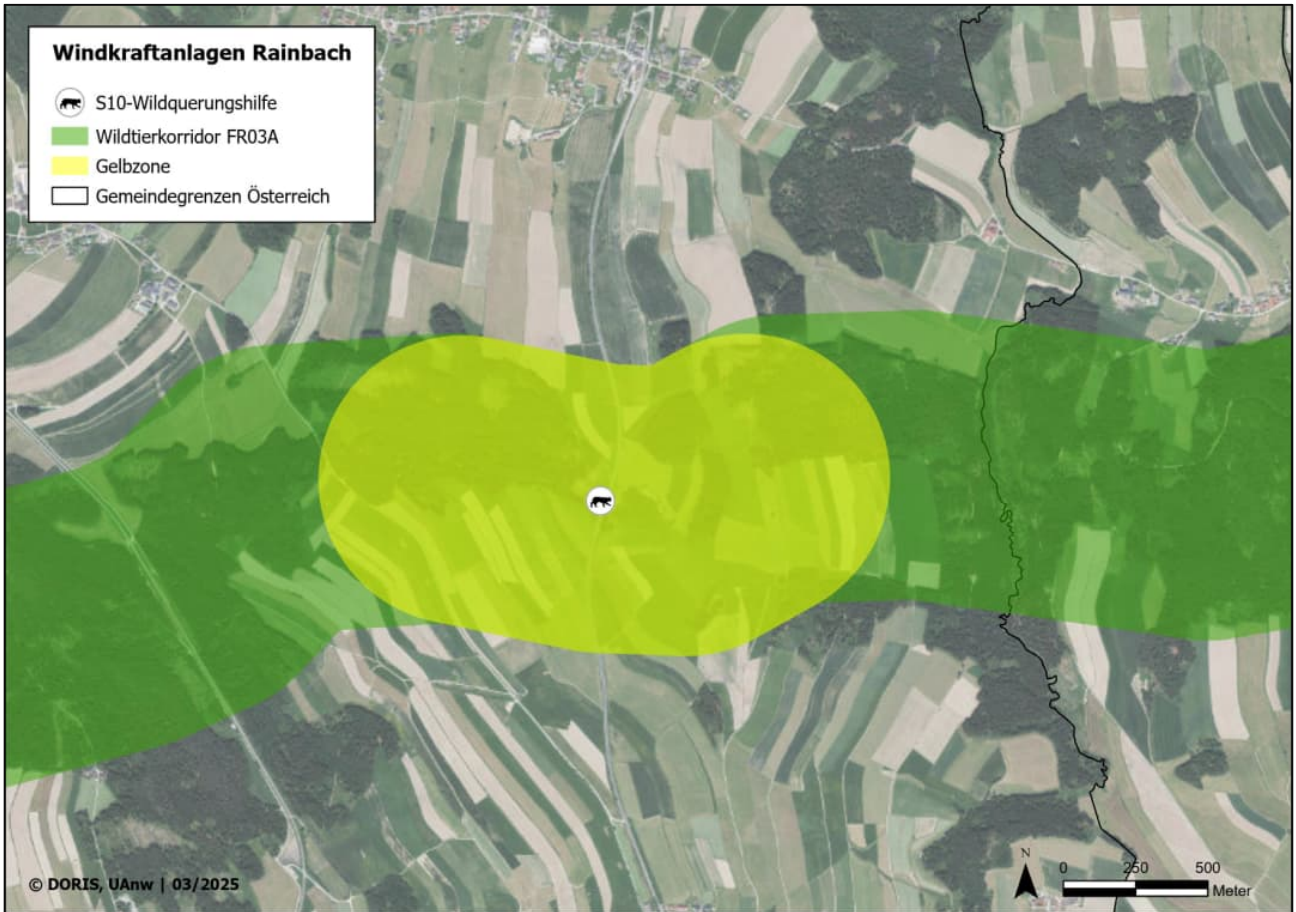 Windkraftanlagen Rainbach
S10-Wildquerungshilfe
Wildtierkorridor FR03A
Gelbzone
Gemeindegrenzen Österreich
© DORIS, UAnw | 03/2025
N
0 250 500
Meter